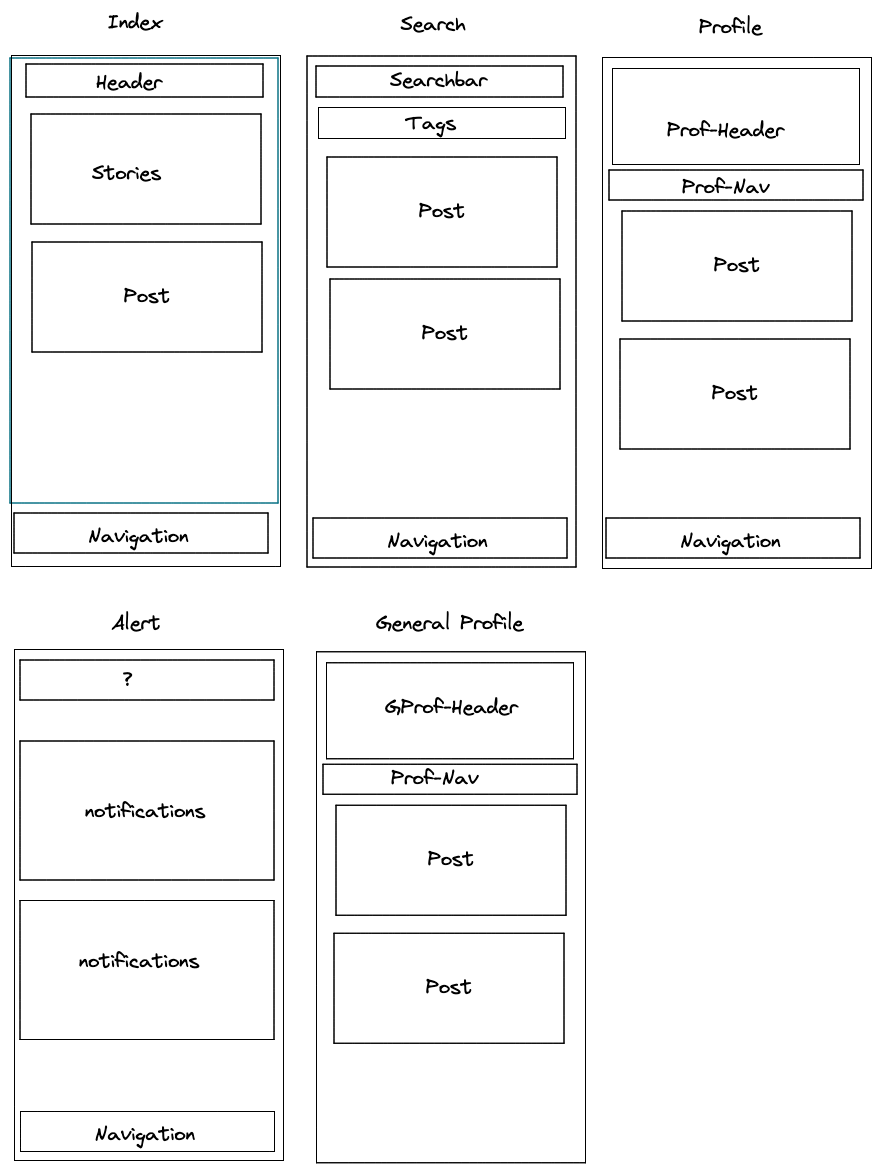 Index
Header
Stories
Post
Navigation
Search
Searchbar
Tags
Post
Post
Navigation
Profile
Prof-Header
Prof-Nav
Post
Post
Navigation
Alert
?
notifications
notifications
Navigation
General Profile
GProf-Header
Prof-Nav
Post
Post